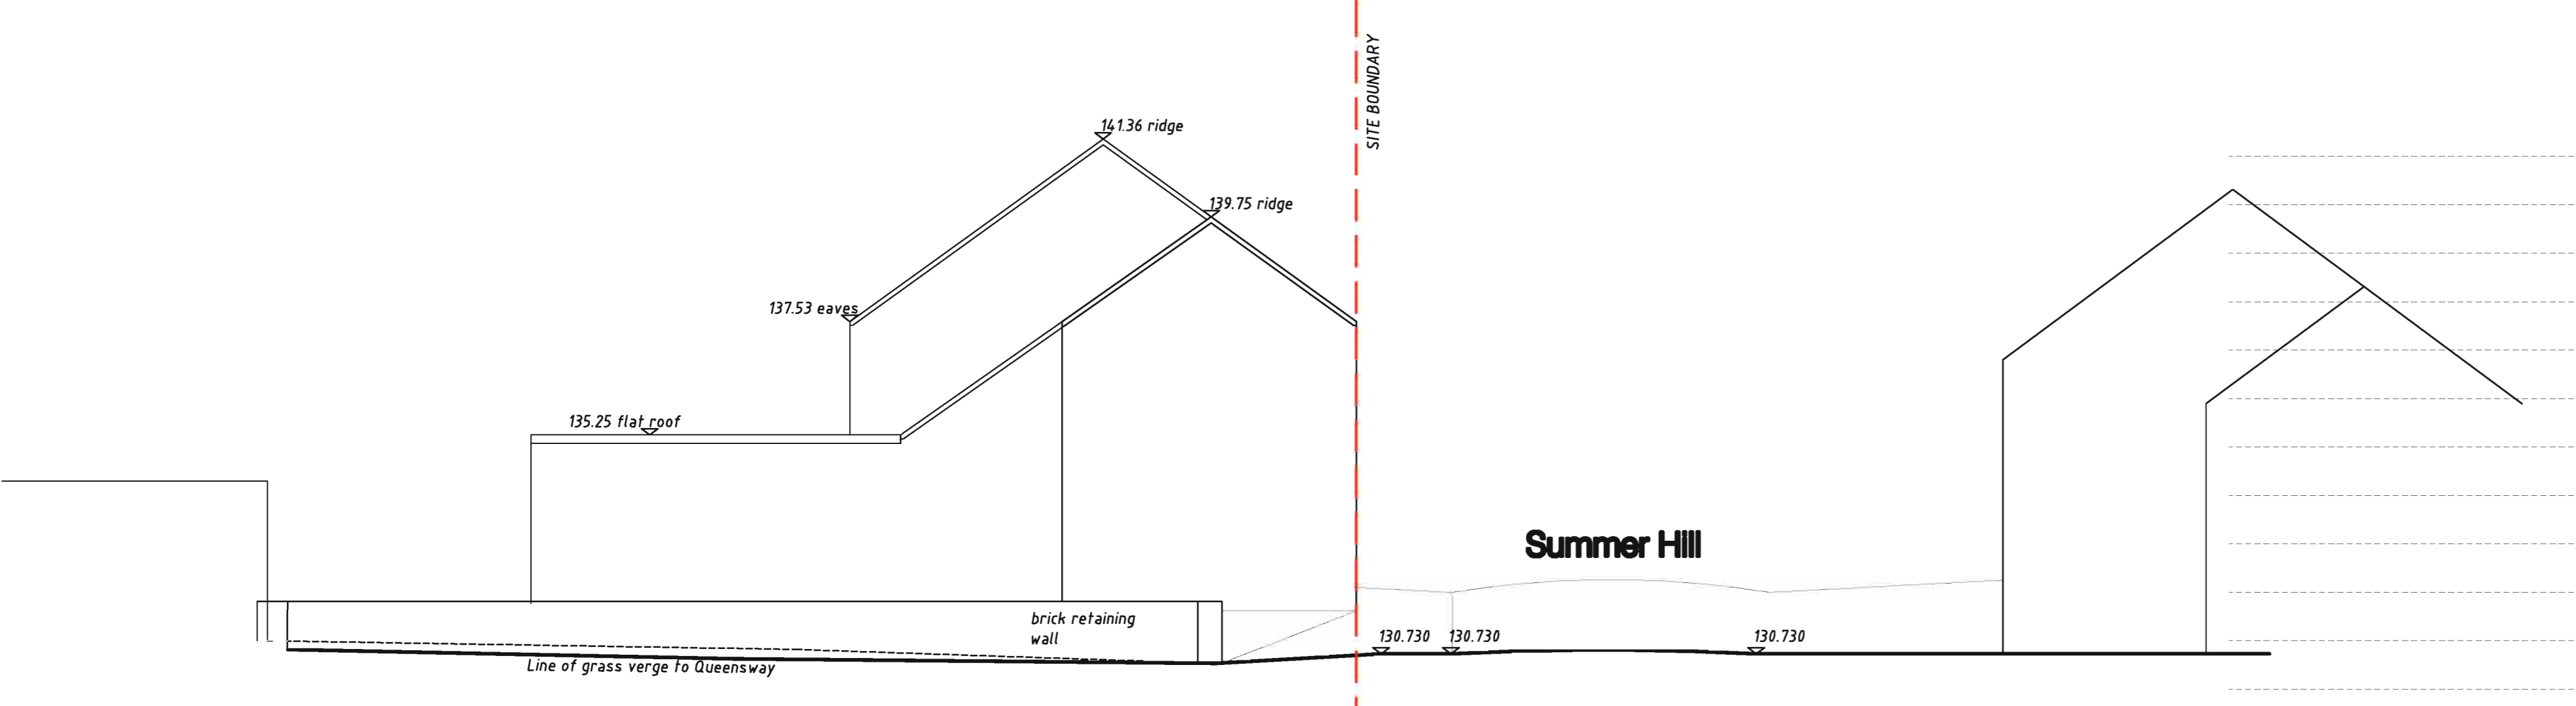 SITE BOUNDARY
141.36 ridge
139.75 ridge
137.53 eaves
135.25 flat roof
Summer Hill
brick retaining
wall
130.730
130.730
130.730
Line of grass verge to Queensway